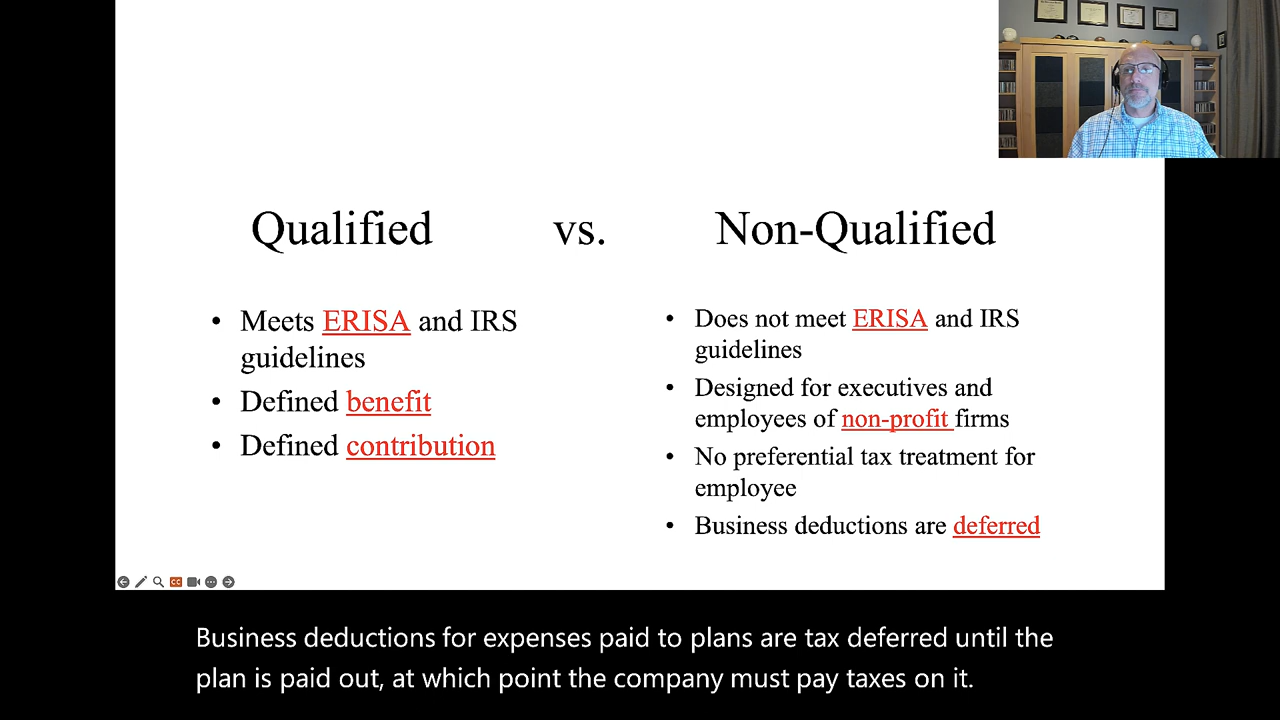 Qualified vs. Non-Qualified
• Meets ERISA and IRS
guidelines
• Defined benefit
• Defined contribution
• Does not meet ERISA and IRS
guidelines
• Designed for executives and
employees of non-profit firms
• No preferential tax treatment for
employee
• Business deductions are deferred
CC
Business deductions for expenses paid to plans are tax deferred until the
plan is paid out, at which point the company must pay taxes on it.